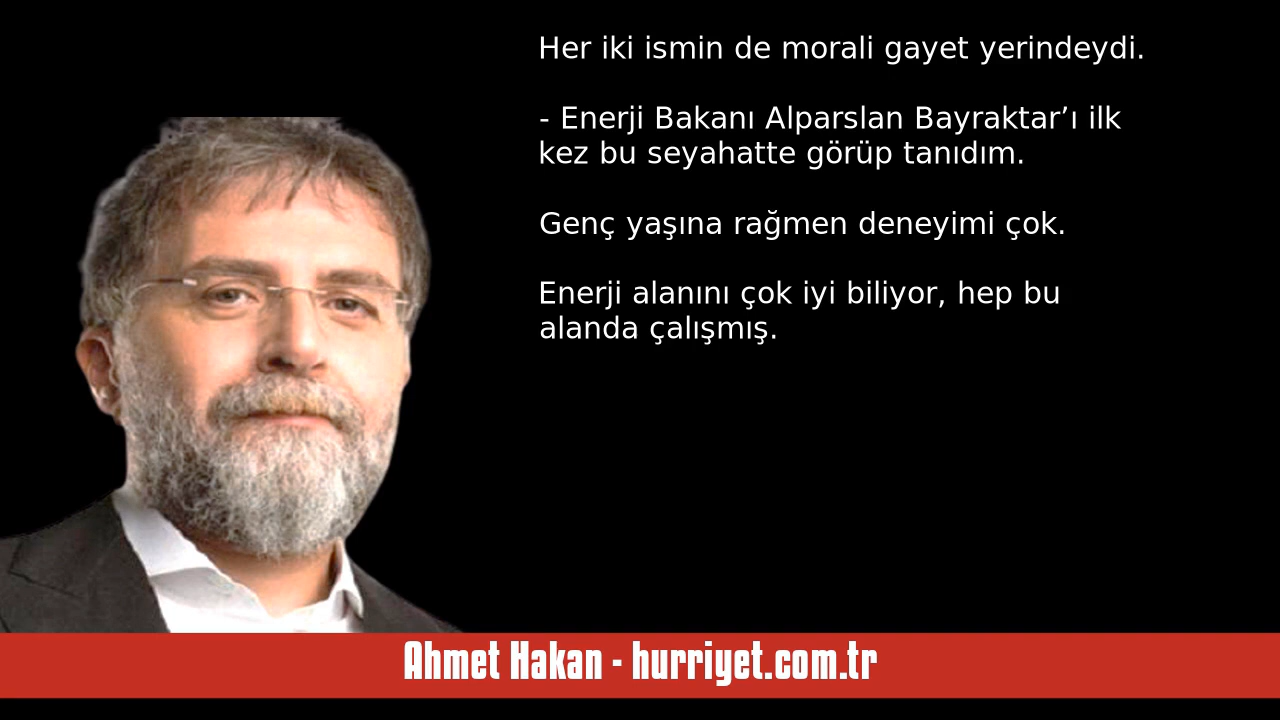 Her iki ismin de morali gayet yerindeydi.
- Enerji Bakanı Alparslan Bayraktar’ı ilk
kez bu seyahatte görüp tanıdım.
Genç yaşına rağmen deneyimi çok.
Enerji alanını çok iyi biliyor, hep bu
alanda çalışmış.
Ahmet Hakan - hurriyet.com.tr